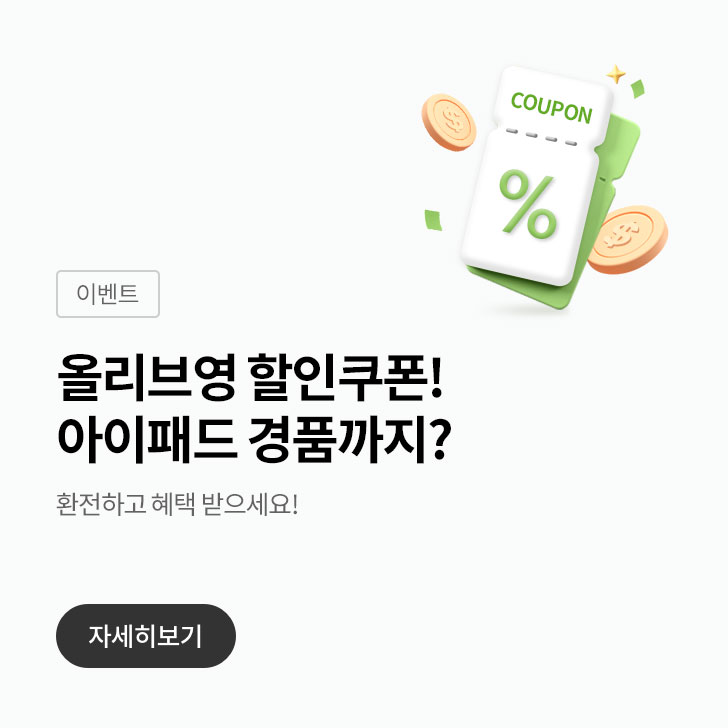 COUPON
%
이벤트
올리브영 할인쿠폰!
아이패드 경품까지?
환전하고 혜택 받으세요!
자세히보기